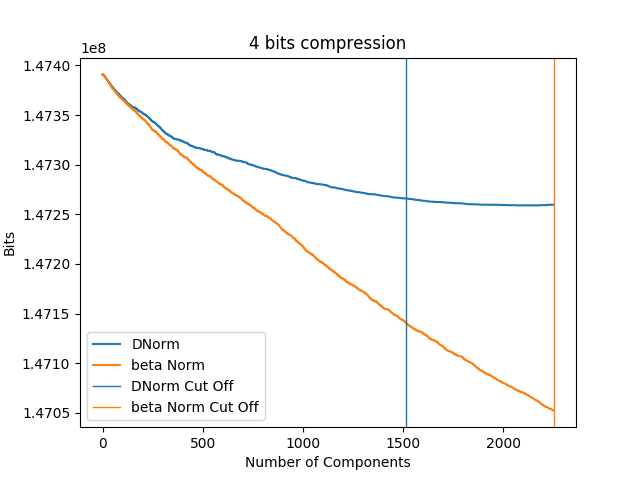 4 bits compression
1e8
1.4740
1.4735
1.4730
1.4725
1.4720
1.4715
1.4710
1.4705
Bits
DNorm
beta Norm
DNorm Cut Off
beta Norm Cut Off
0 500 1000 1500 2000
Number of Components